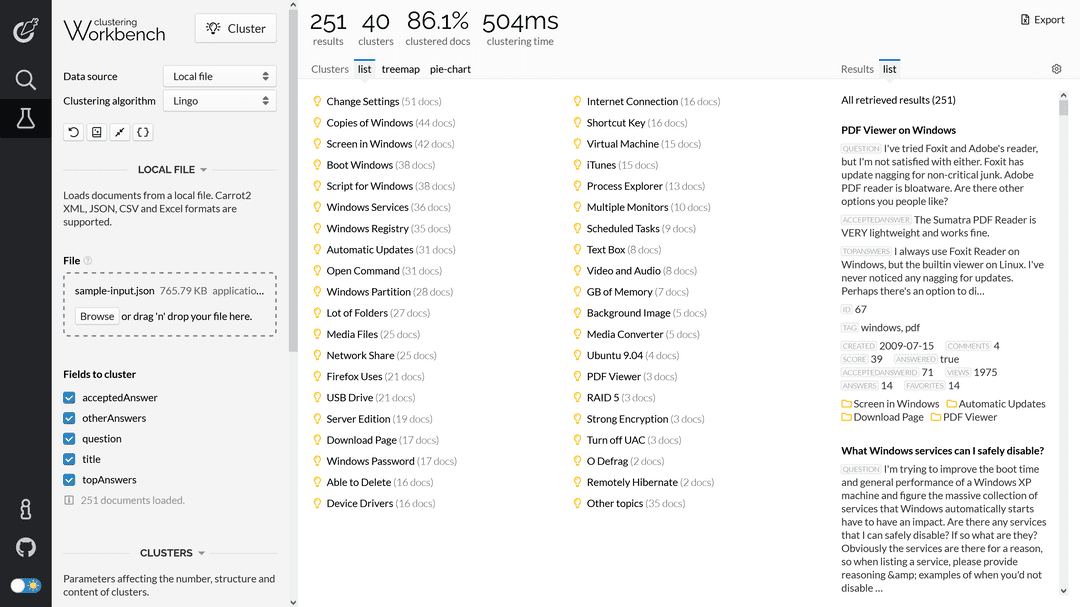 clustering
Workbench
Cluster
Data source
Local file
Clustering algorithm
Lingo
LOCAL FILE
Loads documents from a local file. Carrot2
XML, JSON, CSV and Excel formats are
supported.
File
sample-input.json 765.79 KB applicatio...
Browse or drag 'n' drop your file here.
Fields to cluster
acceptedAnswer
otherAnswers
question
title
topAnswers
251 documents loaded.
CLUSTERS
Parameters affecting the number, structure and
content of clusters.
251 40 86.1% 504ms
results clusters clustered docs clustering time
Export
Clusters list treemap pie-chart
Change Settings (51 docs)
Copies of Windows (44 docs)
Screen in Windows (42 docs)
Boot Windows (38 docs)
Script for Windows (38 docs)
Windows Services (36 docs)
Windows Registry (35 docs)
Automatic Updates (31 docs)
Open Command (31 docs)
Windows Partition (28 docs)
Lot of Folders (27 docs)
Media Files (25 docs)
Network Share (25 docs)
Firefox Uses (21 docs)
USB Drive (21 docs)
Server Edition (19 docs)
Download Page (17 docs)
Windows Password (17 docs)
Able to Delete (16 docs)
Device Drivers (16 docs)
Internet Connection (16 docs)
Shortcut Key (16 docs)
Virtual Machine (15 docs)
iTunes (15 docs)
Process Explorer (13 docs)
Multiple Monitors (10 docs)
Scheduled Tasks (9 docs)
Text Box (8 docs)
Video and Audio (8 docs)
GB of Memory (7 docs)
Background Image (5 docs)
Media Converter (5 docs)
Ubuntu 9.04 (4 docs)
PDF Viewer (3 docs)
RAID 5 (3 docs)
Strong Encryption (3 docs)
Turn off UAC (3 docs)
O Defrag (2 docs)
Remotely Hibernate (2 docs)
Other topics (35 docs)
Results list
All retrieved results (251)
PDF Viewer on Windows
QUESTION I've tried Foxit and Adobe's reader,
but I'm not satisfied with either. Foxit has
update nagging for non-critical junk. Adobe
PDF reader is bloatware. Are there other
options you people like?
ACCEPTEDANSWER The Sumatra PDF Reader is
VERY lightweight and works fine.
TOPANSWERS I always use Foxit Reader on
Windows, but the builtin viewer on Linux. I've
never noticed any nagging for updates.
Perhaps there's an option to di...
ID 67
TAG windows, pdf
CREATED 2009-07-15 COMMENTS 4
SCORE 39 ANSWERED true
ACCEPTEDANSWERID 71 VIEWS 1975
ANSWERS 14 FAVORITES 14
Screen in Windows Automatic Updates
Download Page PDF Viewer
What Windows services can I safely disable?
QUESTION I'm trying to improve the boot time
and general performance of a Windows XP
machine and figure the massive collection of
services that Windows automatically starts
have to have an impact. Are there any services
that I can safely disable? If so what are they?
Obviously the services are there for a reason,
so when listing a service, please provide
reasoning &amp; examples of when you'd not
disable ...